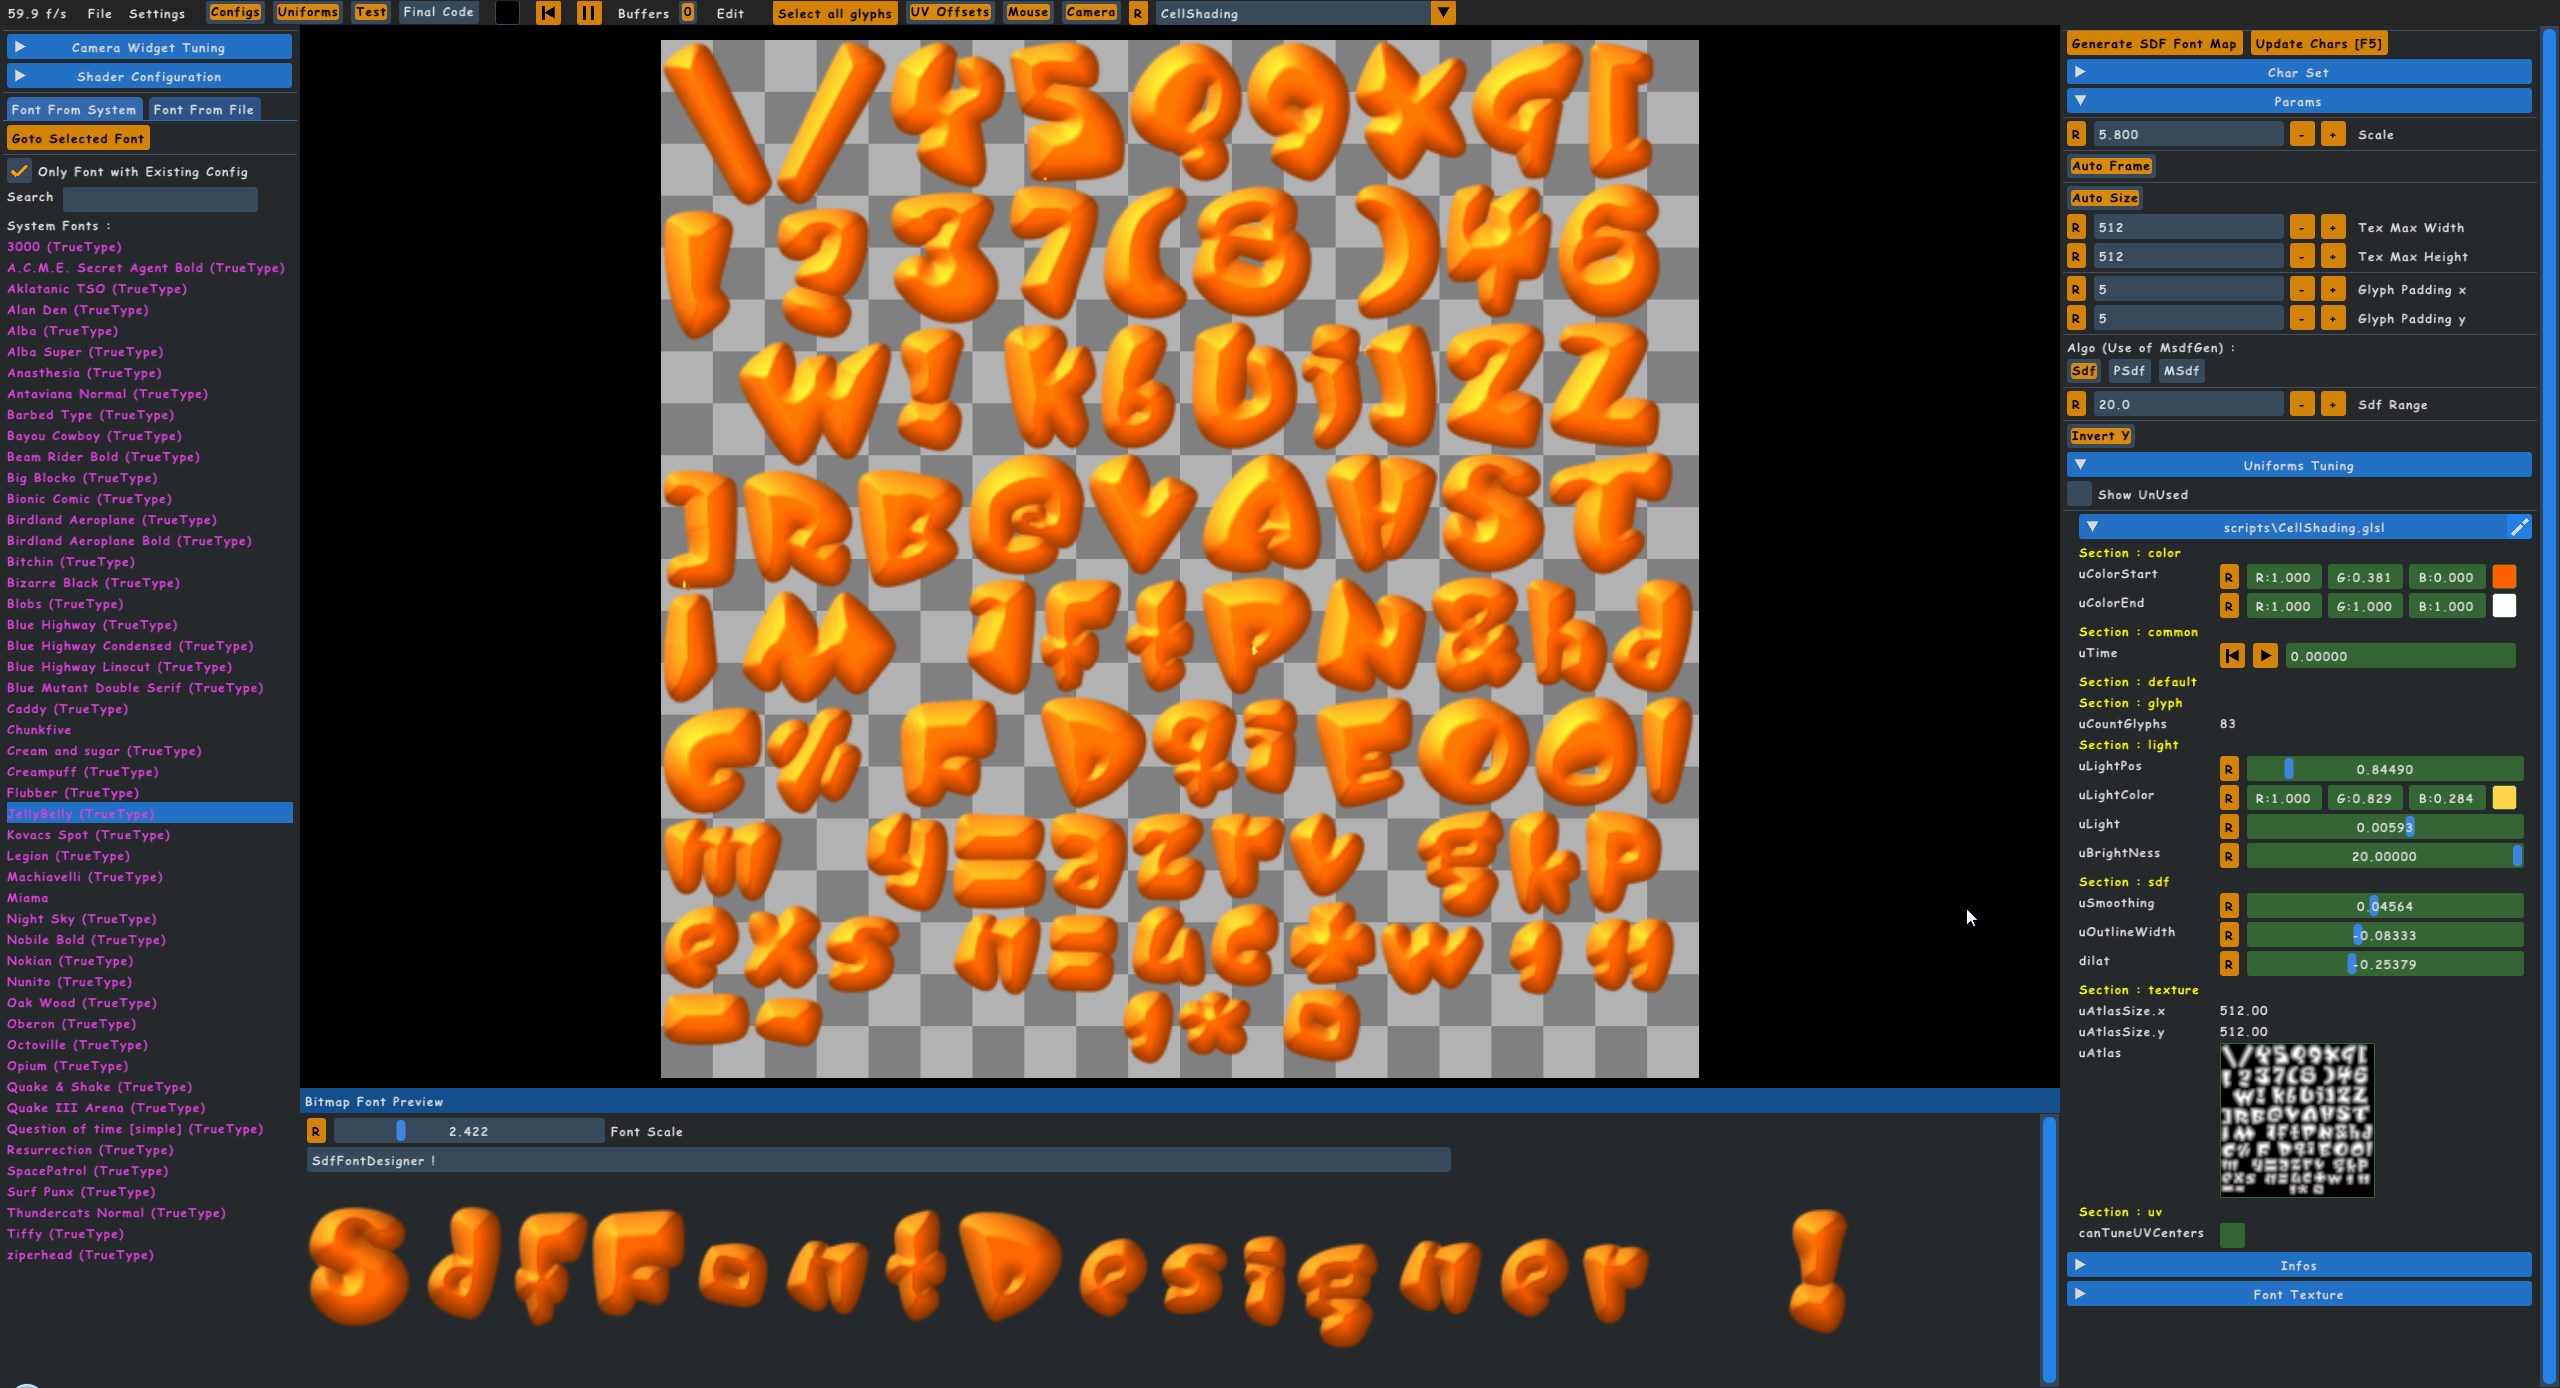 59.9 f/s File Settings Configs Uniforms Test Final Code Buffers 0 Edit Select all glyphs UV Offsets Mouse Camera R CellShading
Camera Widget Tuning
Shader Configuration
Font From System Font From File
Goto Selected Font
Only Font with Existing Config
Search
System Fonts :
3000 (TrueType)
A.C.M.E. Secret Agent Bold (TrueType)
Aklatanic TSO (TrueType)
Alan Den (TrueType)
Alba (TrueType)
Alba Super (TrueType)
Anasthesia (TrueType)
Antaviana Normal (TrueType)
Barbed Type (TrueType)
Bayou Cowboy (TrueType)
Beam Rider Bold (TrueType)
Big Blocko (TrueType)
Bionic Comic (TrueType)
Birdland Aeroplane (TrueType)
Birdland Aeroplane Bold (TrueType)
Bitchin (TrueType)
Bizarre Black (TrueType)
Blobs (TrueType)
Blue Highway (TrueType)
Blue Highway Condensed (TrueType)
Blue Highway Linocut (TrueType)
Blue Mutant Double Serif (TrueType)
Caddy (TrueType)
Chunkfive
Cream and sugar (TrueType)
Creampuff (TrueType)
Flubber (TrueType)
JellyBelly (TrueType)
Kovacs Spot (TrueType)
Legion (TrueType)
Machiavelli (TrueType)
Miama
Night Sky (TrueType)
Nobile Bold (TrueType)
Nokian (TrueType)
Nunito (TrueType)
Oak Wood (TrueType)
Oberon (TrueType)
Octoville (TrueType)
Opium (TrueType)
Quake & Shake (TrueType)
Quake III Arena (TrueType)
Question of time [simple] (TrueType)
Resurrection (TrueType)
SpacePatrol (TrueType)
Surf Punx (TrueType)
Thundercats Normal (TrueType)
Tiffy (TrueType)
ziperhead (TrueType)
\ / Y 5 Q 9 X G [
! 2 3 7 ( 8 ) 4 6
W ! K 6 U j J 2 Z
] R B @ V A H S T
I M 1 f t P N & h d
C % F D q i E O 0 l
m y = a z r v g k p
e x s n = u c + w , "
- - , * o
Bitmap Font Preview
R 2.422 Font Scale
SdfFontDesigner !
SdfFontDesigner !
Generate SDF Font Map Update Chars [F5]
Char Set
Params
R 5.800 - + Scale
Auto Frame
Auto Size
R 512 - + Tex Max Width
R 512 - + Tex Max Height
R 5 - + Glyph Padding x
R 5 - + Glyph Padding y
Algo (Use of MsdfGen) :
Sdf PSdf MSdf
R 20.0 - + Sdf Range
Invert Y
Uniforms Tuning
Show UnUsed
scripts\CellShading.glsl
Section : color
uColorStart R R:1.000 G:0.381 B:0.000
uColorEnd R R:1.000 G:1.000 B:1.000
Section : common
uTime 0.00000
Section : default
Section : glyph
uCountGlyphs 83
Section : light
uLightPos R 0.84490
uLightColor R R:1.000 G:0.829 B:0.284
uLight R 0.00593
uBrightNess R 20.00000
Section : sdf
uSmoothing R 0.04564
uOutlineWidth R -0.08333
dilat R -0.25379
Section : texture
uAtlasSize.x 512.00
uAtlasSize.y 512.00
uAtlas
Section : uv
canTuneUVCenters
Infos
Font Texture